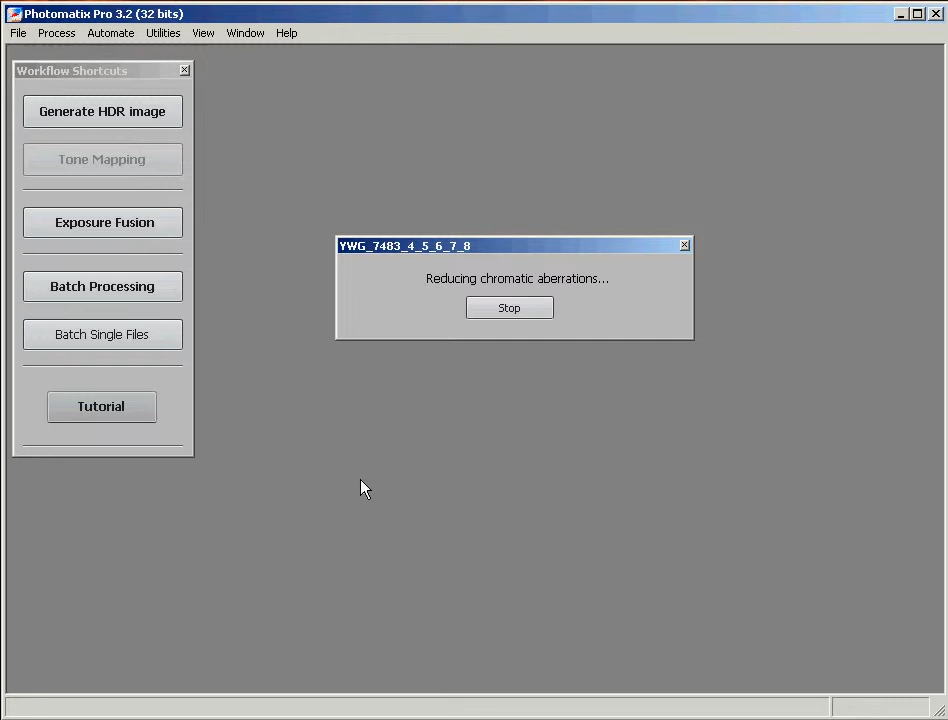 Photomatix Pro 3.2 (32 bits)
File Process Automate Utilities View Window Help
Workflow Shortcuts
Generate HDR image
Tone Mapping
Exposure Fusion
Batch Processing
Batch Single Files
Tutorial
YWG_7483_4_5_6_7_8
Reducing chromatic aberrations...
Stop